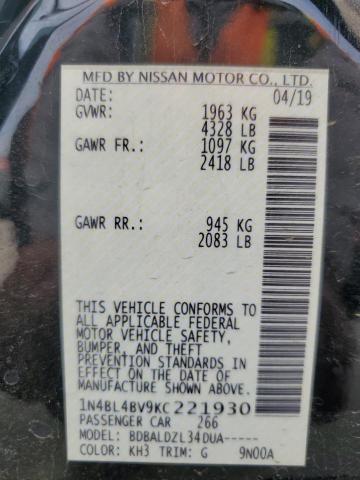 MFD BY NISSAN MOTOR CO., LTD.
DATE: 04/19
GVWR: 1963 KG
4328 LB
GAWR FR.: 1097 KG
2418 LB
GAWR RR.: 945 KG
2083 LB
THIS VEHICLE CONFORMS TO
ALL APPLICABLE FEDERAL
MOTOR VEHICLE SAFETY,
BUMPER, AND THEFT
PREVENTION STANDARDS
IN EFFECT ON THE DATE OF
MANUFACTURE SHOWN ABOVE.
1N4BL4BV9KC221930
PASSENGER CAR 266
MODEL: BDBALDZL34DUA-----
COLOR: KH3 TRIM: G 9N00A